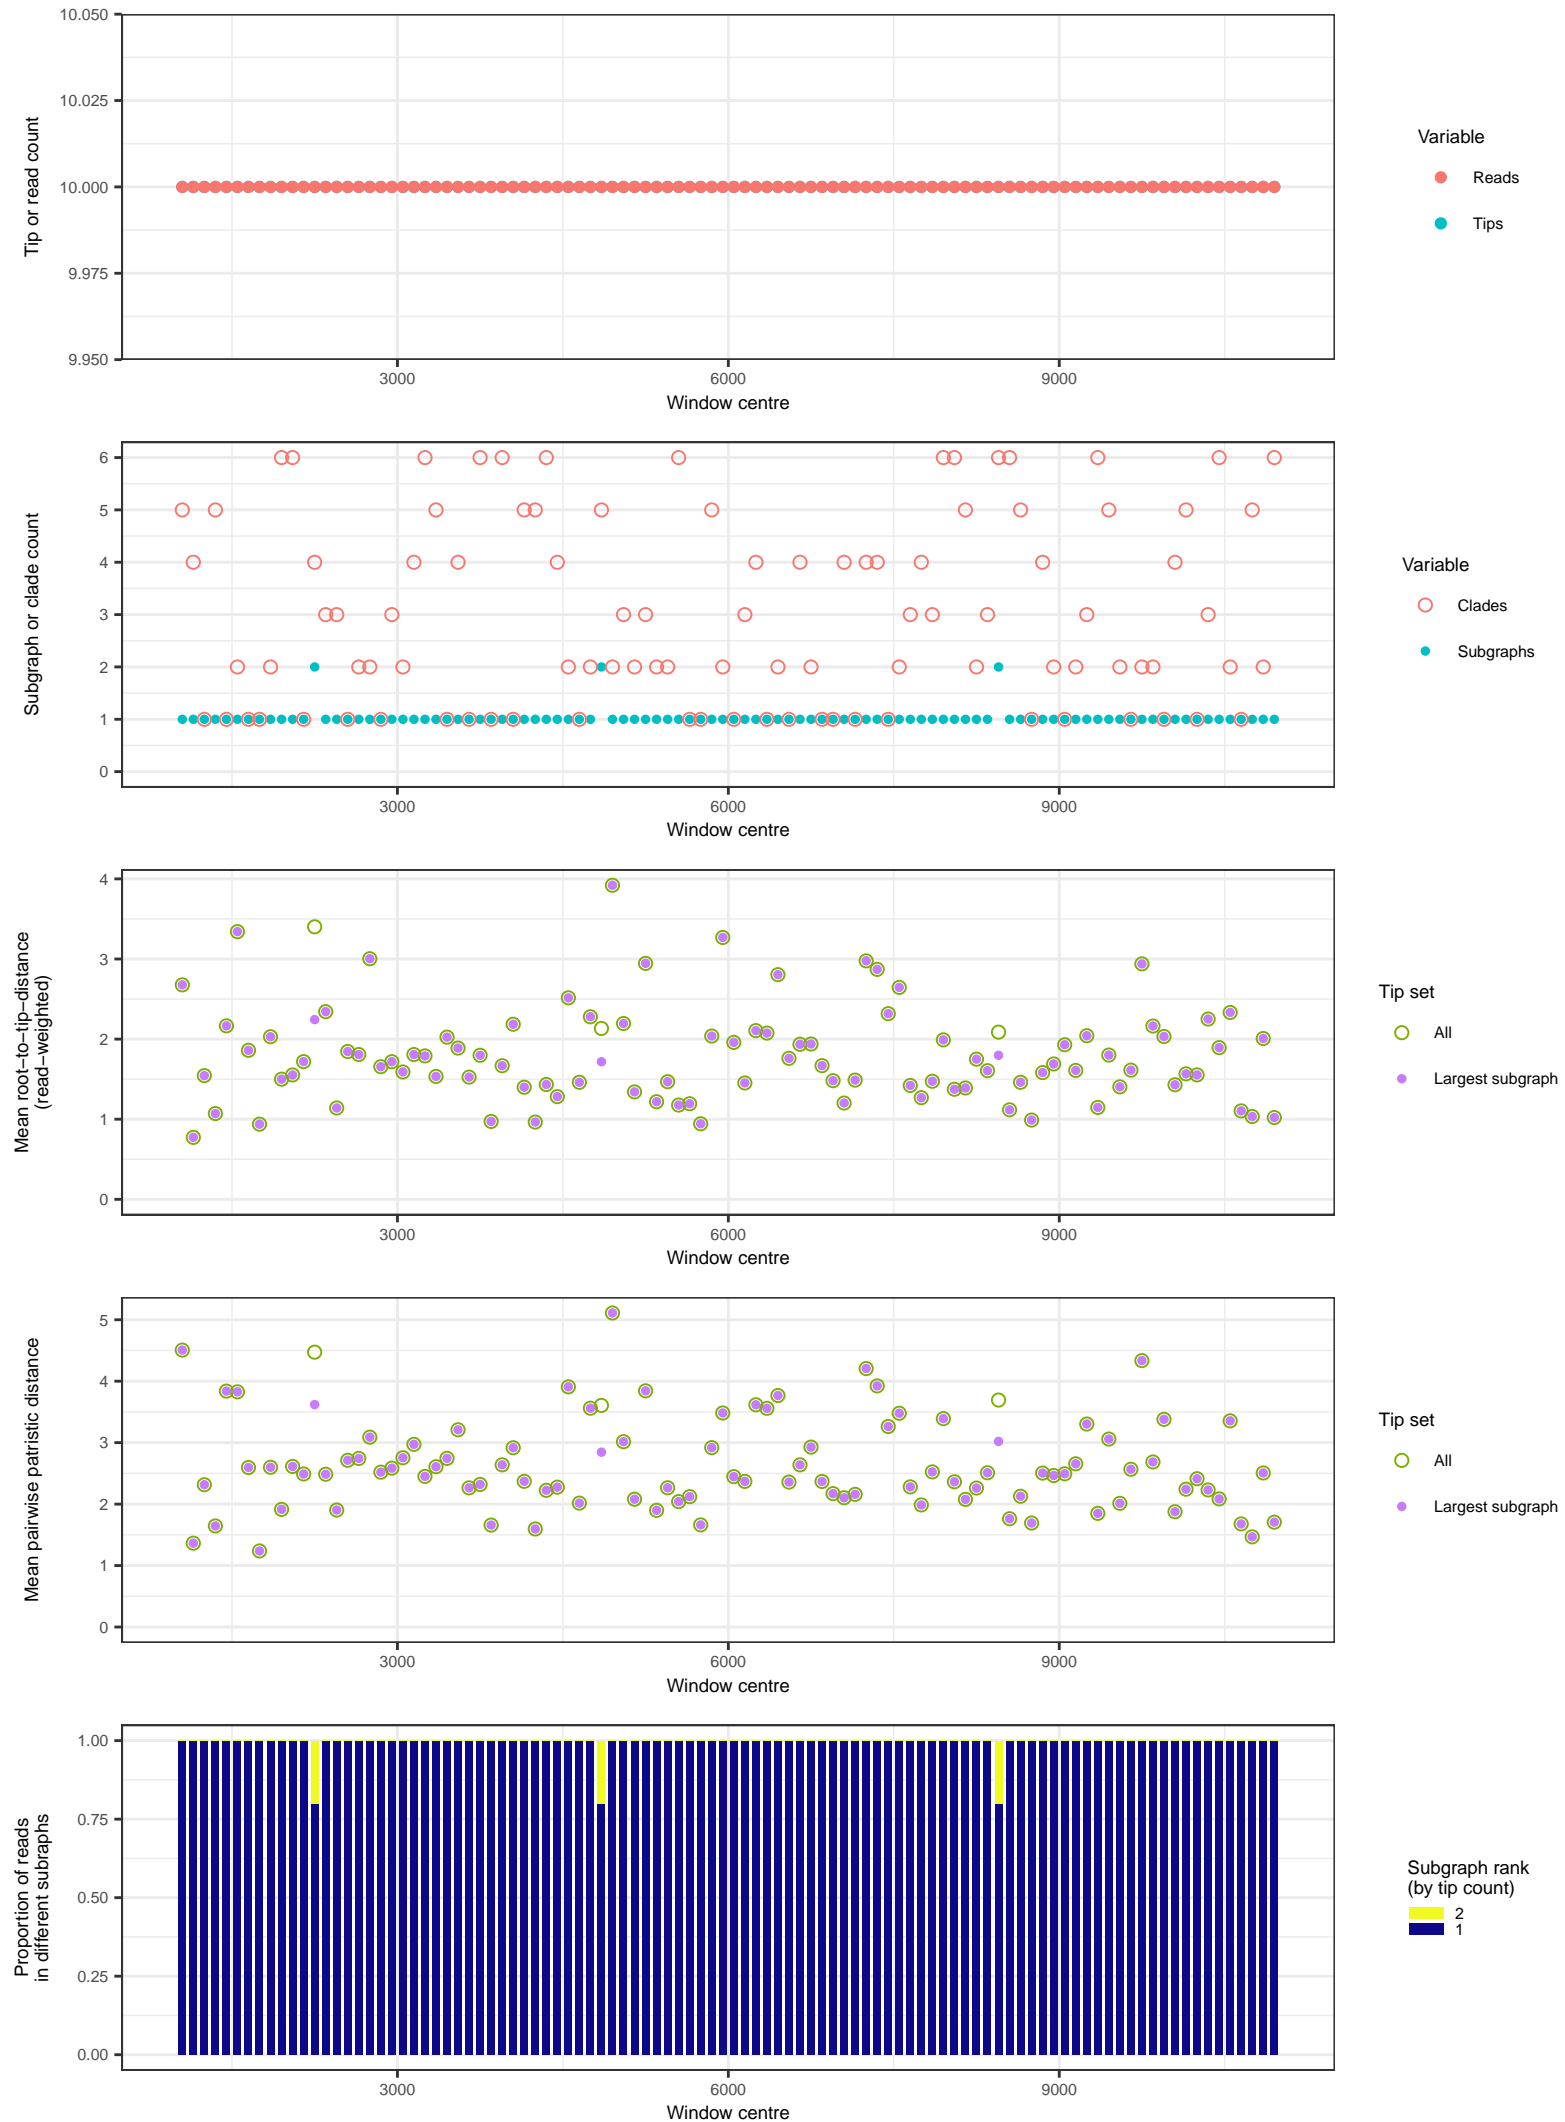 10.050
10.025
10.000
9.975
9.950
Tip or read count
3000
6000
9000
Window centre
Variable
Reads
Tips
6
5
4
3
2
1
0
Subgraph or clade count
3000
6000
9000
Window centre
Variable
Clades
Subgraphs
4
3
2
1
0
Mean root−to−tip−distance
(read−weighted)
3000
6000
9000
Window centre
Tip set
All
Largest subgraph
5
4
3
2
1
0
Mean pairwise patristic distance
3000
6000
9000
Window centre
Tip set
All
Largest subgraph
1.00
0.75
0.50
0.25
0.00
Proportion of reads
in different subraphs
3000
6000
9000
Window centre
Subgraph rank
(by tip count)
2
1